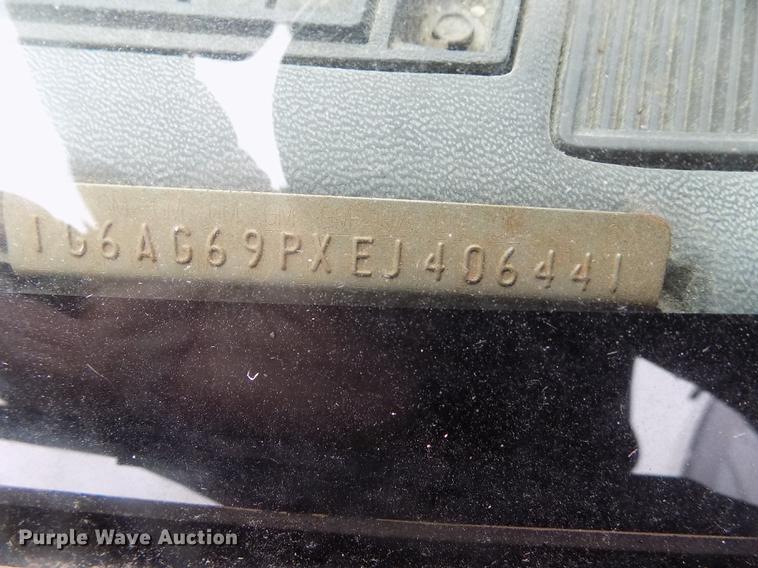 1G6AG69PXEJ406441
Purple Wave Auction